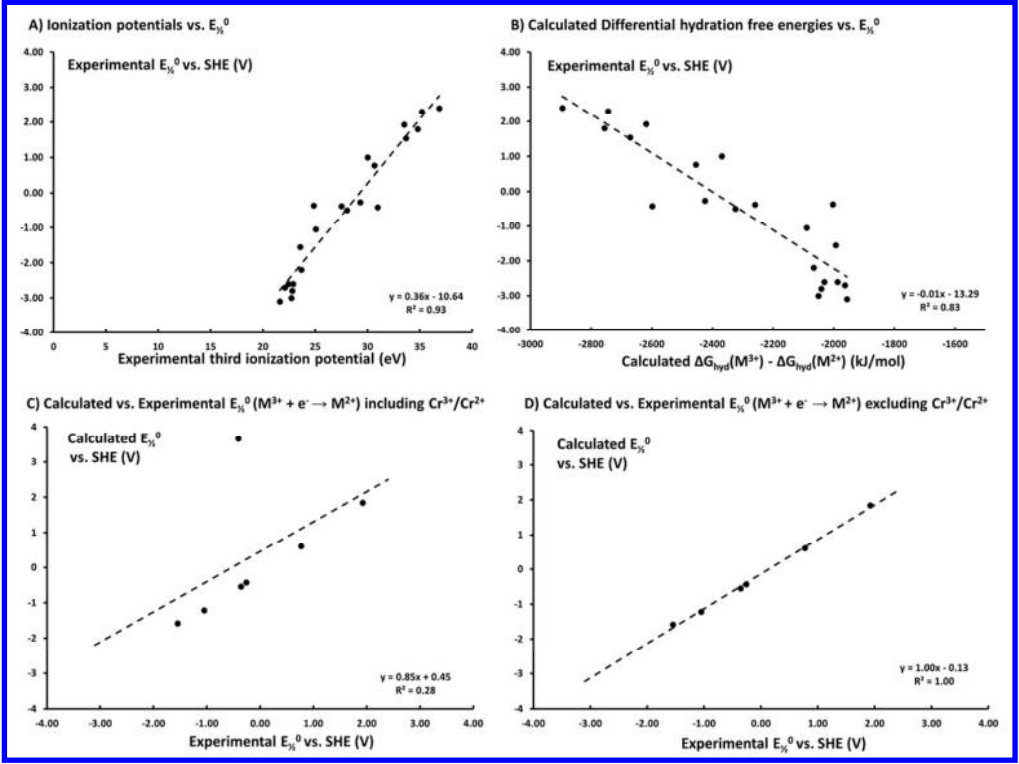 A) Ionization potentials vs. E½⁰
Experimental E½⁰ vs. SHE (V)
4.00
3.00
2.00
1.00
0.00
-1.00
-2.00
-3.00
-4.00
y = 0.36x - 10.64
R² = 0.93
0 5 10 15 20 25 30 35 40
Experimental third ionization potential (eV)
B) Calculated Differential hydration free energies vs. E½⁰
Experimental E½⁰ vs. SHE (V)
4.00
3.00
2.00
1.00
0.00
-1.00
-2.00
-3.00
-4.00
y = -0.01x - 13.29
R² = 0.83
-3000 -2800 -2600 -2400 -2200 -2000 -1800 -1600
Calculated ΔGhyd(M³⁺) - ΔGhyd(M²⁺) (kJ/mol)
C) Calculated vs. Experimental E½⁰ (M³⁺ + e⁻ → M²⁺) including Cr³⁺/Cr²⁺
Calculated E½⁰
vs. SHE (V)
4
3
2
1
0
-1
-2
-3
-4
y = 0.85x + 0.45
R² = 0.28
-4.00 -3.00 -2.00 -1.00 0.00 1.00 2.00 3.00 4.00
Experimental E½⁰ vs. SHE (V)
D) Calculated vs. Experimental E½⁰ (M³⁺ + e⁻ → M²⁺) excluding Cr³⁺/Cr²⁺
Calculated E½⁰
vs. SHE (V)
4
3
2
1
0
-1
-2
-3
-4
y = 1.00x - 0.13
R² = 1.00
-4.00 -3.00 -2.00 -1.00 0.00 1.00 2.00 3.00 4.00
Experimental E½⁰ vs. SHE (V)